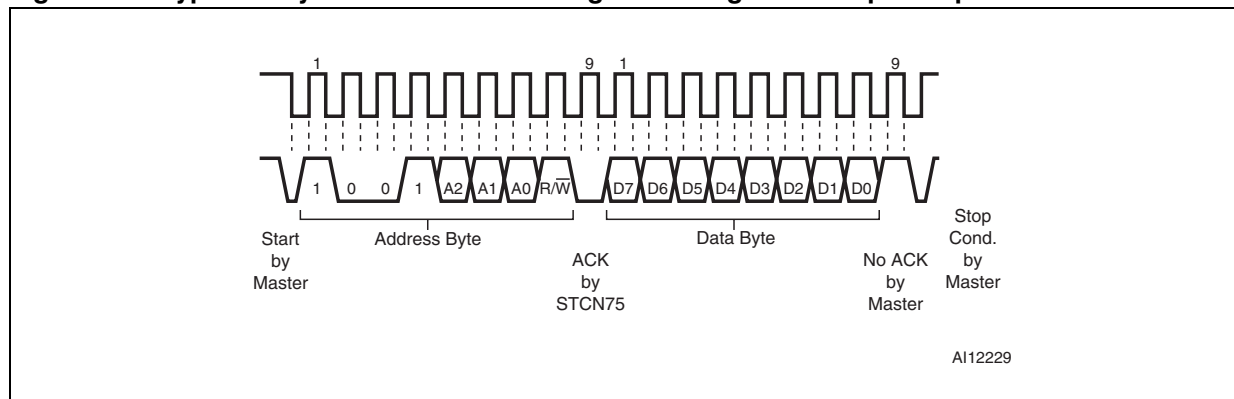 1 9 1 9
1 0 0 1 A2 A1 A0 R/W̅ D7 D6 D5 D4 D3 D2 D1 D0
Address Byte
Data Byte
Start
by
Master
ACK
by
STCN75
No ACK
by
Master
Stop
Cond.
by
Master
AI12229